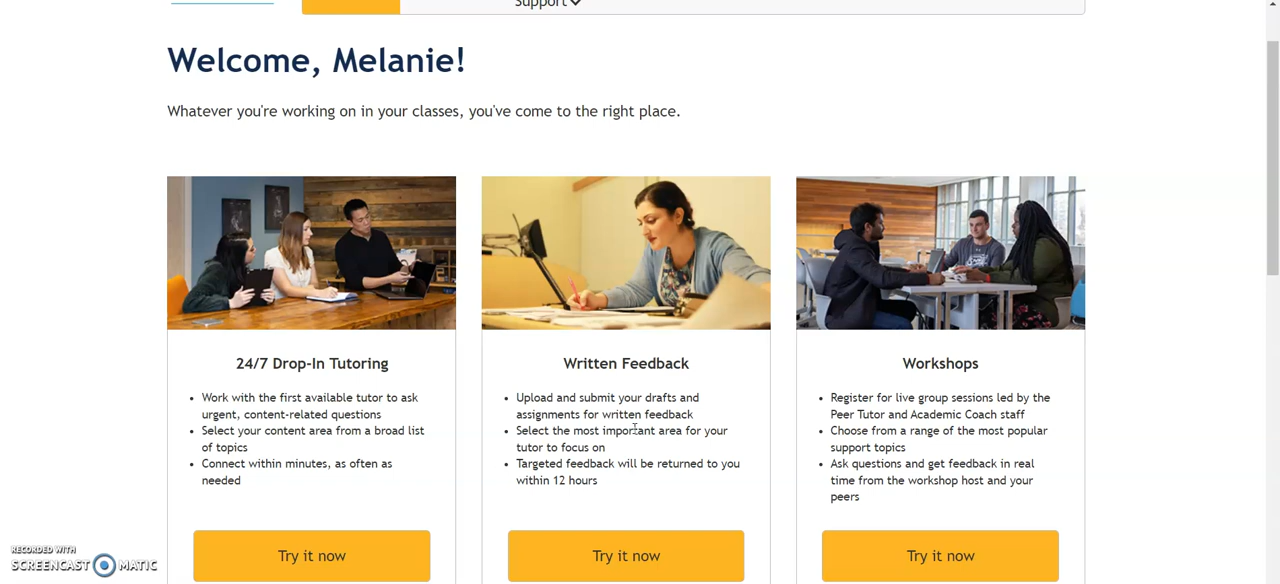 Support
Welcome, Melanie!
Whatever you're working on in your classes, you've come to the right place.
24/7 Drop-In Tutoring
Work with the first available tutor to ask
urgent, content-related questions
Select your content area from a broad list
of topics
Connect within minutes, as often as
needed
Try it now
Written Feedback
Upload and submit your drafts and
assignments for written feedback
Select the most important area for your
tutor to focus on
Targeted feedback will be returned to you
within 12 hours
Try it now
Workshops
Register for live group sessions led by the
Peer Tutor and Academic Coach staff
Choose from a range of the most popular
support topics
Ask questions and get feedback in real
time from the workshop host and your
peers
Try it now
RECORDED WITH
SCREENCAST MATIC